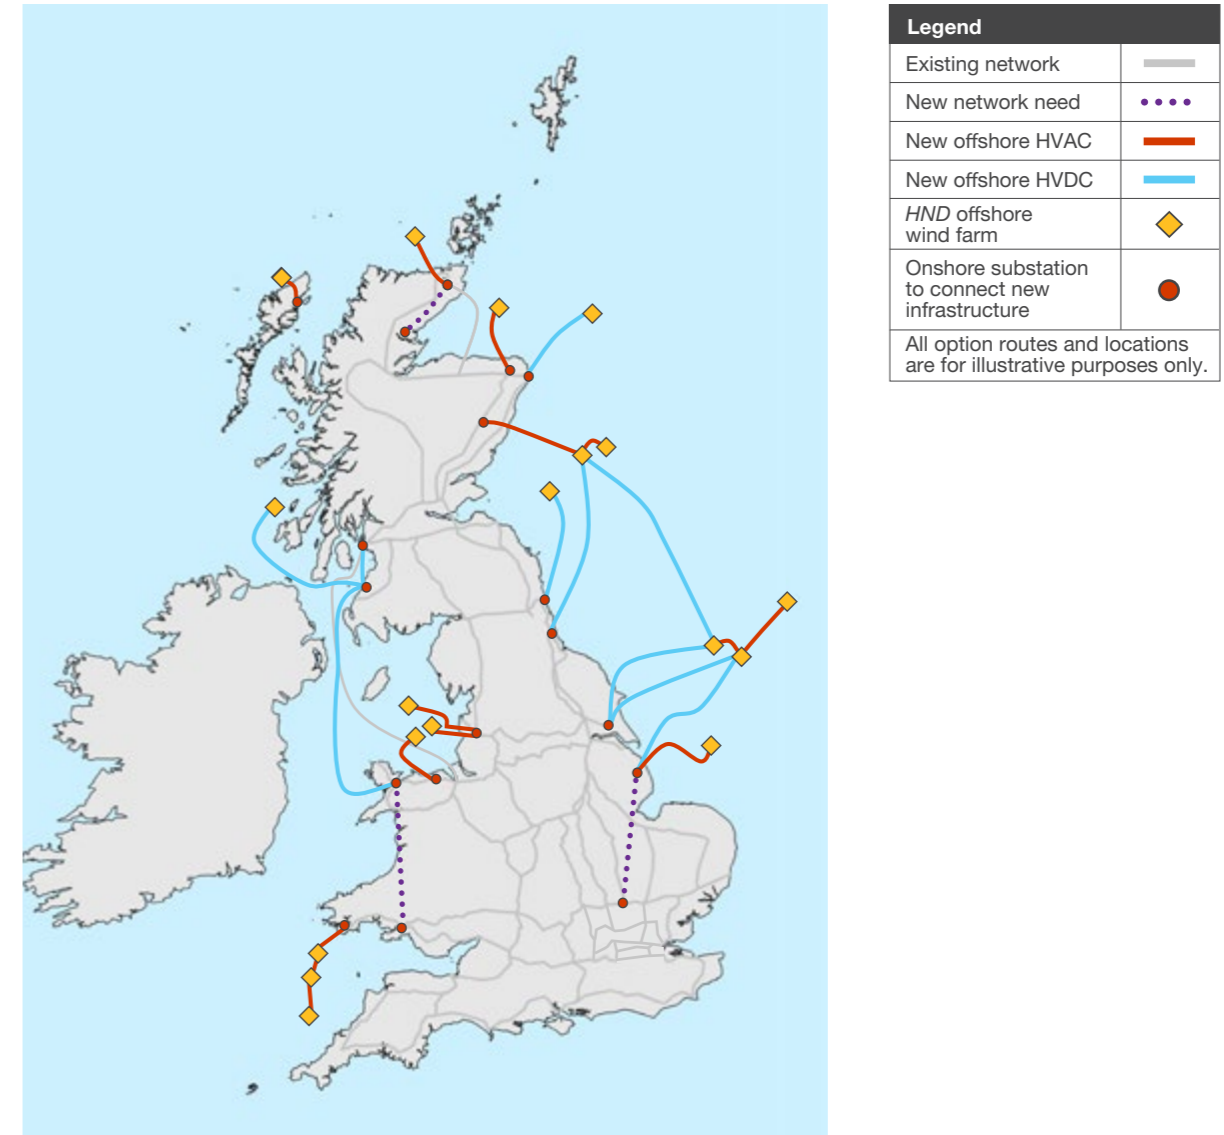 Legend
Existing network
New network need
New offshore HVAC
New offshore HVDC
HND offshore
wind farm
Onshore substation
to connect new
infrastructure
All option routes and locations
are for illustrative purposes only.